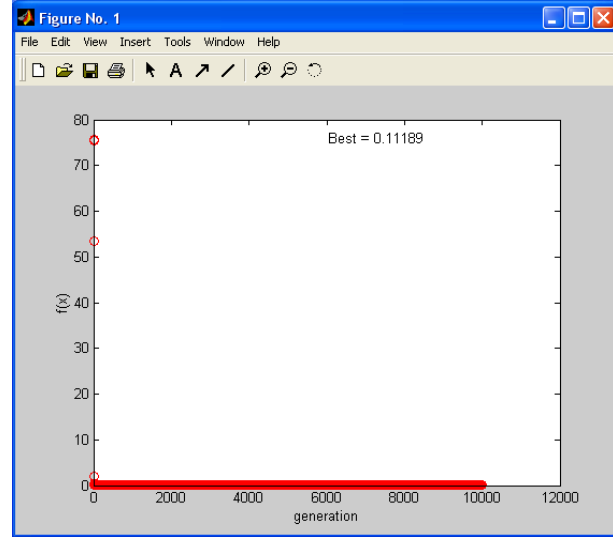 Figure No. 1
File Edit View Insert Tools Window Help
A
80
Best = 0.11189
70
60
50
f(x)
40
30
20
10
0
0 2000 4000 6000 8000 10000 12000
generation